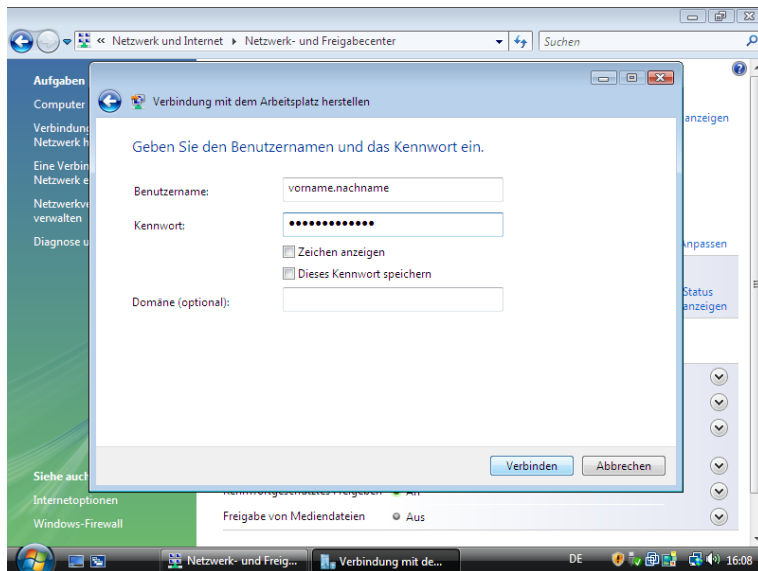 « Netzwerk und Internet ▸ Netzwerk- und Freigabecenter
Suchen
Aufgaben
Computer
Verbindung
Netzwerk h
Eine Verbin
Netzwerk e
Netzwerkve
verwalten
Diagnose u
Siehe auch
Internetoptionen
Windows-Firewall
anzeigen
Anpassen
Status
anzeigen
Verbindung mit dem Arbeitsplatz herstellen
Geben Sie den Benutzernamen und das Kennwort ein.
Benutzername:
vorname.nachname
Kennwort:
●●●●●●●●●●●●●
Zeichen anzeigen
Dieses Kennwort speichern
Domäne (optional):
Verbinden
Abbrechen
Kennwortgeschütztes Freigeben
An
Freigabe von Mediendateien
Aus
Netzwerk- und Freig...
Verbindung mit de...
DE
16:08